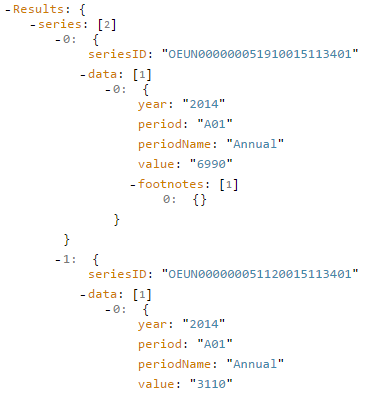 -Results: {
-series: [2]
-0: {
seriesID: "OEUN000000051910015113401"
-data: [1]
-0: {
year: "2014"
period: "A01"
periodName: "Annual"
value: "6990"
-footnotes: [1]
0: {}
}
}
-1: {
seriesID: "OEUN000000051120015113401"
-data: [1]
-0: {
year: "2014"
period: "A01"
periodName: "Annual"
value: "3110"